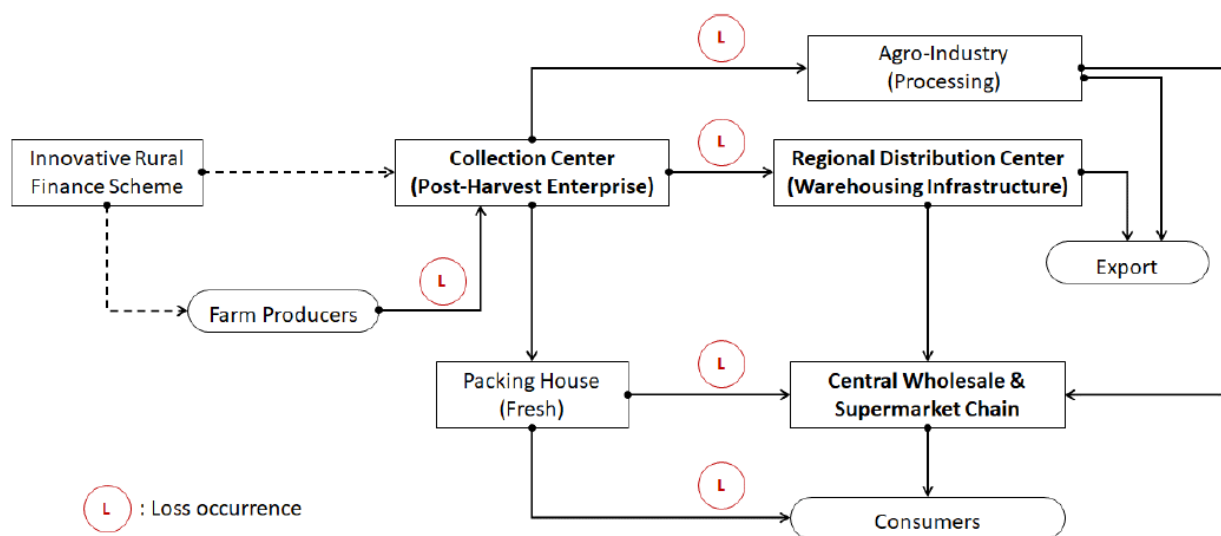 L
Agro-Industry
(Processing)
L
Innovative Rural
Finance Scheme
Collection Center
(Post-Harvest Enterprise)
Regional Distribution Center
(Warehousing Infrastructure)
L
Farm Producers
Export
L
Packing House
(Fresh)
Central Wholesale &
Supermarket Chain
L
Consumers
L : Loss occurrence